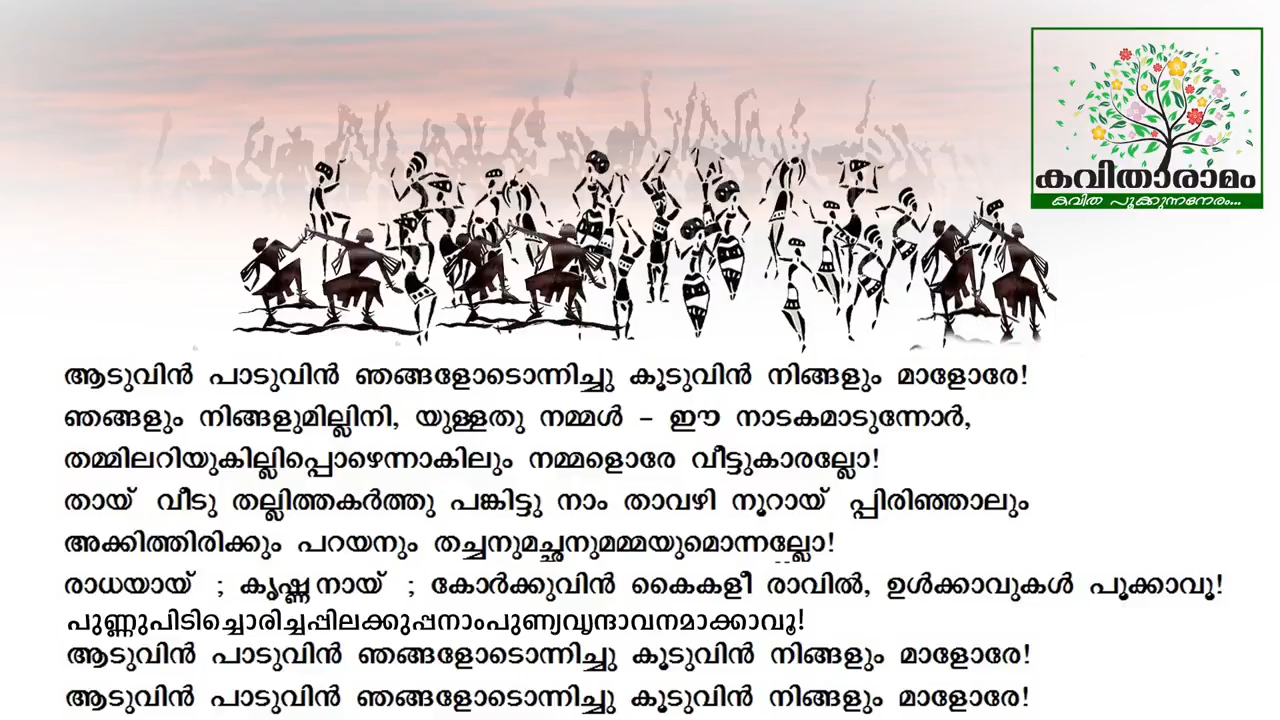 കവിതാരാമം
കവിത പൂക്കുന്നനേരം...
ആടുവിൻ പാടുവിൻ ഞങ്ങളോടൊന്നിച്ചു കൂടുവിൻ നിങ്ങളും മാളോരേ!
ഞങ്ങളും നിങ്ങളുമില്ലിനി, യുള്ളതു നമ്മൾ – ഈ നാടകമാടുന്നോർ,
തമ്മിലറിയുകില്ലിപ്പൊഴെന്നാകിലും നമ്മളൊരേ വീട്ടുകാരല്ലോ!
തായ് വീടു തല്ലിത്തകർത്തു പങ്കിട്ടു നാം താവഴി നൂറായ് പ്പിരിഞ്ഞാലും
അക്കിത്തിരിക്കും പറയനും തച്ചനുമച്ഛനുമമ്മയുമൊന്നല്ലോ!
രാധയായ് ; കൃഷ്ണനായ് ; കോർക്കുവിൻ കൈകളീ രാവിൽ, ഉൾക്കാവുകൾ പൂക്കാവൂ!
പുണ്ണുപിടിച്ചൊരിച്ചപ്പിലക്കുപ്പനാംപുണ്യവൃന്ദാവനമാക്കാവൂ!
ആടുവിൻ പാടുവിൻ ഞങ്ങളോടൊന്നിച്ചു കൂടുവിൻ നിങ്ങളും മാളോരേ!
ആടുവിൻ പാടുവിൻ ഞങ്ങളോടൊന്നിച്ചു കൂടുവിൻ നിങ്ങളും മാളോരേ!